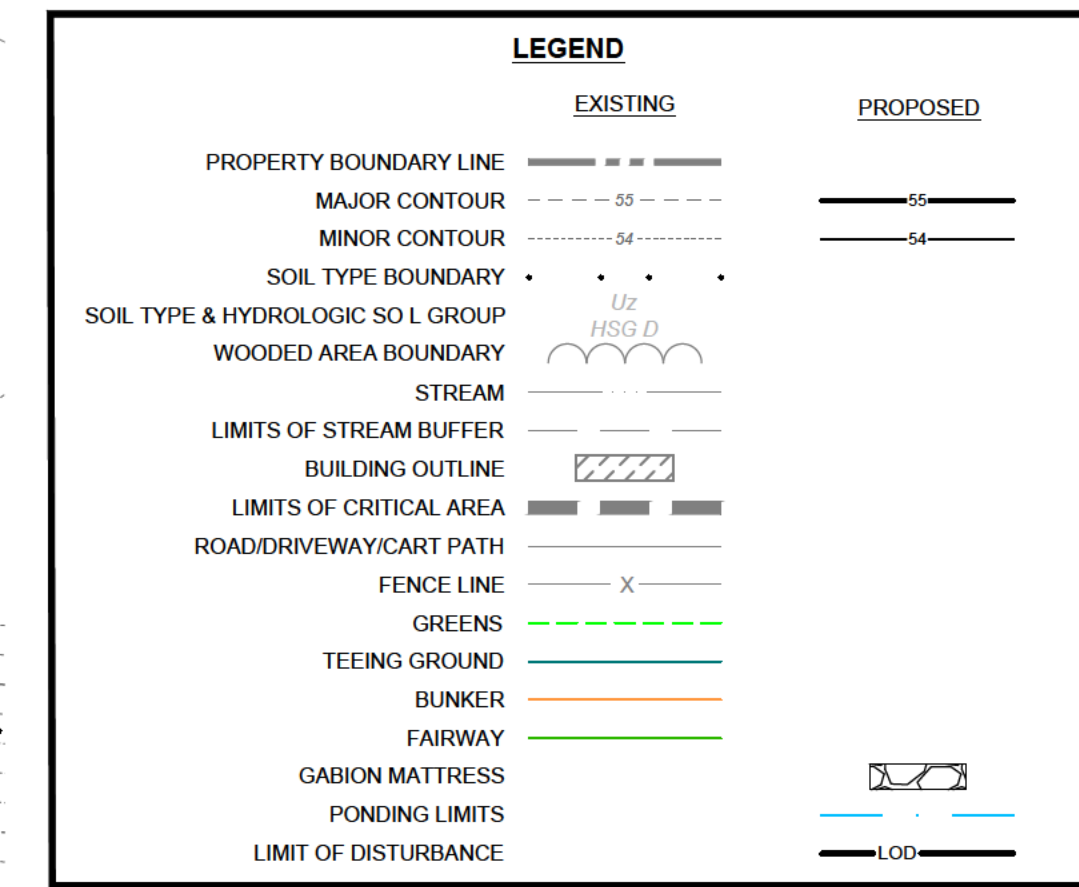 LEGEND
EXISTING PROPOSED
PROPERTY BOUNDARY LINE
MAJOR CONTOUR 55 55
MINOR CONTOUR 54 54
SOIL TYPE BOUNDARY
SOIL TYPE & HYDROLOGIC SO L GROUP Uz HSG D
WOODED AREA BOUNDARY
STREAM
LIMITS OF STREAM BUFFER
BUILDING OUTLINE
LIMITS OF CRITICAL AREA
ROAD/DRIVEWAY/CART PATH
FENCE LINE X
GREENS
TEEING GROUND
BUNKER
FAIRWAY
GABION MATTRESS
PONDING LIMITS
LIMIT OF DISTURBANCE LOD